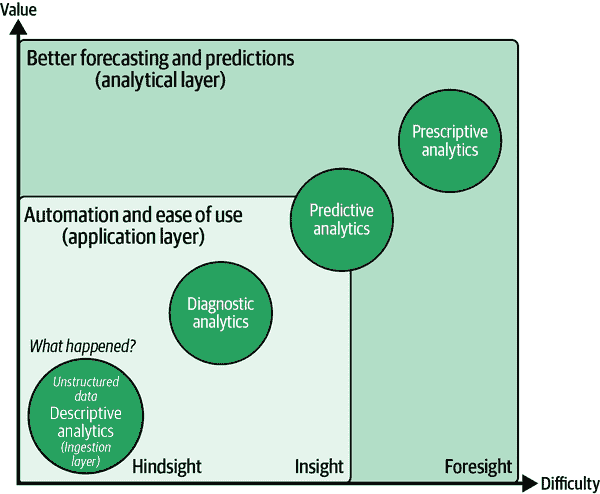 Value
Better forecasting and predictions
(analytical layer)
Prescriptive
analytics
Automation and ease of use
(application layer)
Predictive
analytics
Diagnostic
analytics
What happened?
Unstructured
data
Descriptive
analytics
(Ingestion
layer)
Hindsight
Insight
Foresight
Difficulty